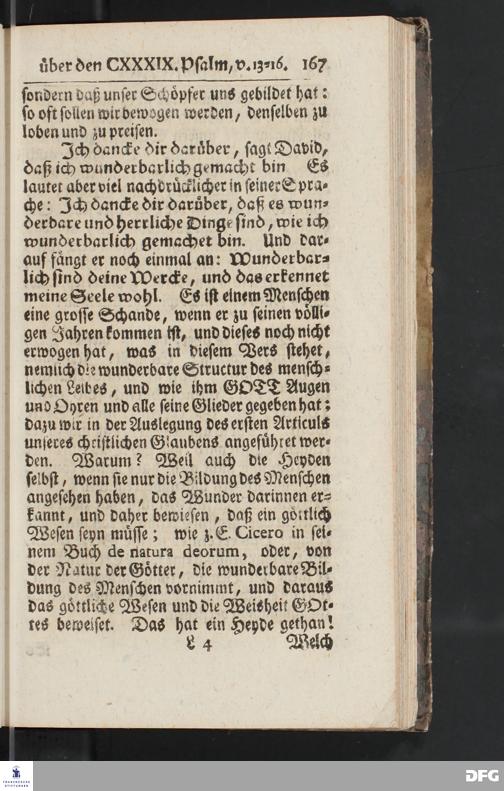 über den CXXXIX. Psalm, v. 13-16. 167
sondern daß unser Schöpfer uns gebildet hat:
so oft sollen wir bewogen werden, denselben zu
loben und zu preisen.
Ich dancke dir darüber, sagt David,
daß ich wunderbarlich gemacht bin Es
lautet aber viel nachdrücklicher in seiner Spra-
che: Ich dancke dir darüber, daß es wun-
derbare und herrliche Dinge sind, wie ich
wunderbarlich gemachet bin. Und dar-
auf fängt er noch einmal an: Wunderbar-
lich sind deine Wercke, und das erkennet
meine Seele wohl. Es ist einem Menschen
eine grosse Schande, wenn er zu seinen völli-
gen Jahren kommen ist, und dieses noch nicht
erwogen hat, was in diesem Vers stehet,
nemlich die wunderbare Structur des mensch-
lichen Leibes, und wie ihm GOTT Augen
und Ohren und alle seine Glieder gegeben hat;
dazu wir in der Auslegung des ersten Articuls
unsers christlichen Glaubens angeführet wer-
den. Warum? Weil auch die Heyden
selbst, wenn sie nur die Bildung des Menschen
angesehen haben, das Wunder darinnen er-
kannt, und daher bewiesen, daß ein göttlich
Wesen seyn müsse; wie z. E. Cicero in sei-
nem Buch de natura deorum, oder, von
der Natur der Götter, die wunderbare Bil-
dung des Menschen vornimmt, und daraus
das göttliche Wesen und die Weisheit GOt-
tes beweiset. Das hat ein Heyde gethan!
L 4 Welch
FRANCKESCHE
STIFTUNGEN
DFG